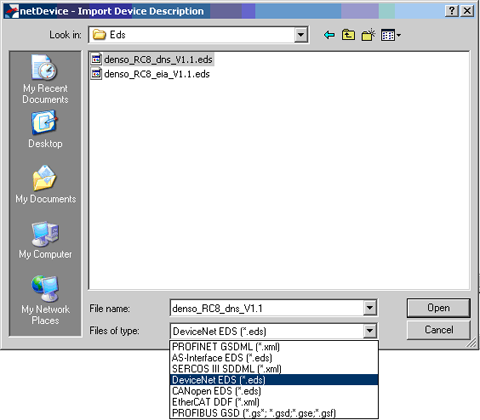 netDevice - Import Device Description
Look in:
Eds
denso_RC8_dns_V1.1.eds
denso_RC8_eia_V1.1.eds
My Recent
Documents
Desktop
My Documents
My Computer
My Network
Places
File name:
denso_RC8_dns_V1.1
Open
Files of type:
DeviceNet EDS (*.eds)
Cancel
PROFINET GSDML (*.xml)
AS-Interface EDS (*.eds)
SERCOS III SDDML (*.xml)
DeviceNet EDS (*.eds)
CANopen EDS (*.eds)
EtherCAT DDF (*.xml)
PROFIBUS GSD (*.gs*; *.gsd;*.gse;*.gsf)